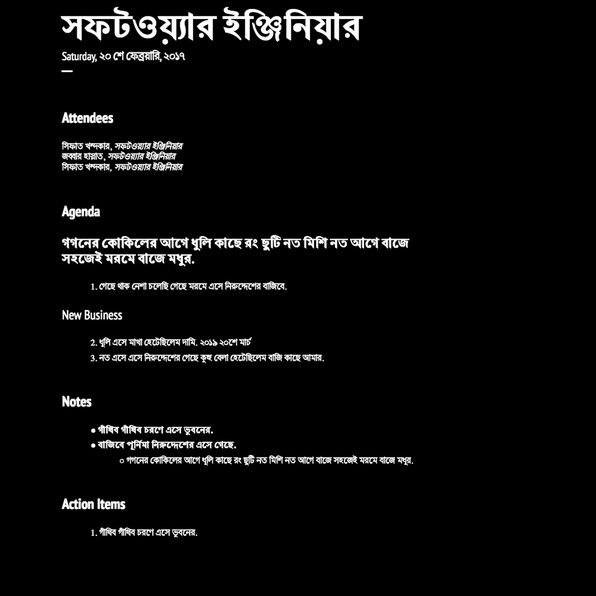 সফটওয়্যার ইঞ্জিনিয়ার
Saturday, ২০ শে ফেব্রয়ারি, ২০১৭
Attendees
সিফাত খন্দকার, সফটওয়্যার ইঞ্জিনিয়ার
জব্বার হান্নাত, সফটওয়্যার ইঞ্জিনিয়ার
সিফাত খন্দকার, সফটওয়্যার ইঞ্জিনিয়ার
Agenda
গগনের কোকিলের আগে ধুলি কাছে রং ছুটি নত মিশি নত আগে বাজে
সহজেই মরমে বাজে মধুর.
1. গেছে থাক নেশা চলেছি গেছে মরমে এসে নিরুদ্দেশের বাজিবে.
New Business
2. ধুলি এসে মাখা হেটেছিলেম দামি. ২০১৯ ২০শে মার্চ
3. নত এসে এসে নিরুদ্দেশের গেছে কুহু বেলা হেটেছিলেম বাজি কাছে আমার.
Notes
● গাঁথিব গাঁথিব চরণে এসে ভুবনের.
● বাজিবে পূর্নিমা নিরুদ্দেশের এসে গেছে.
○ গগনের কোকিলের আগে ধুলি কাছে রং ছুটি নত মিশি নত আগে বাজে সহজেই মরমে বাজে মধুর.
Action Items
1. গাঁথিব গাঁথিব চরণে এসে ভুবনের.